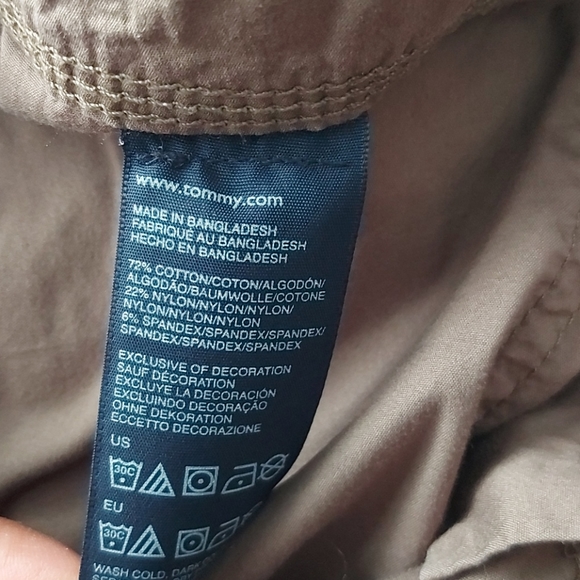 www.tommy.com
MADE IN BANGLADESH
FABRIQUÉ AU BANGLADESH
HECHO EN BANGLADESH
72% COTTON/COTON/ALGODÓN/
ALGODÃO/BAUMWOLLE/COTONE
22% NYLON/NYLON/NYLON/
NYLON/NYLON/NYLON
6% SPANDEX/SPANDEX/SPANDEX/
SPANDEX/SPANDEX/SPANDEX
EXCLUSIVE OF DECORATION
SAUF DÉCORATION
EXCLUYE LA DECORACIÓN
EXCLUINDO DECORAÇÃO
OHNE DEKORATION
ECCETTO DECORAZIONE
US
30C
EU
30C
WASH COLD, DARK